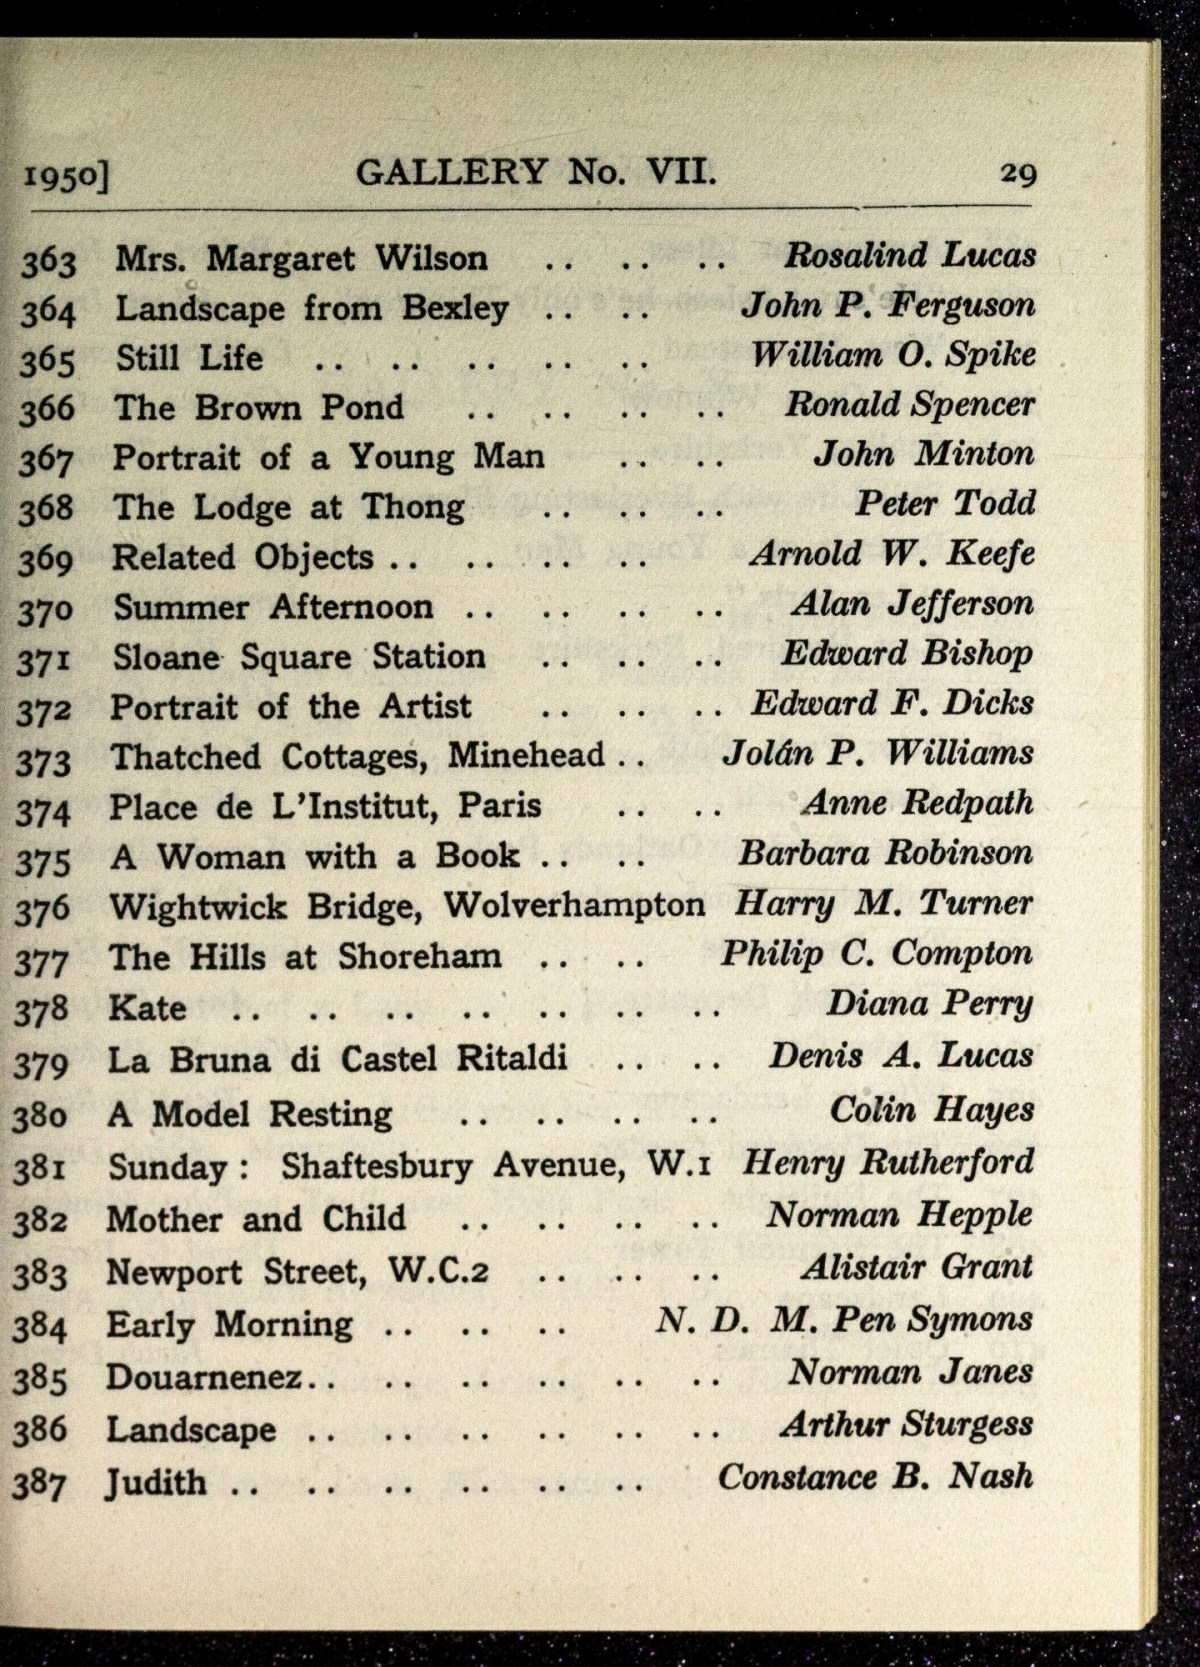 1950] GALLERY No. VII. 29
363 Mrs. Margaret Wilson .. .. .. Rosalind Lucas
364 Landscape from Bexley .. .. John P. Ferguson
365 Still Life .. .. .. .. .. William O. Spike
366 The Brown Pond .. .. .. .. Ronald Spencer
367 Portrait of a Young Man .. .. John Minton
368 The Lodge at Thong .. .. .. Peter Todd
369 Related Objects .. .. .. .. Arnold W. Keefe
370 Summer Afternoon .. .. .. .. Alan Jefferson
371 Sloane Square Station .. .. .. Edward Bishop
372 Portrait of the Artist .. .. .. Edward F. Dicks
373 Thatched Cottages, Minehead .. Jolán P. Williams
374 Place de L'Institut, Paris .. .. Anne Redpath
375 A Woman with a Book .. .. Barbara Robinson
376 Wightwick Bridge, Wolverhampton Harry M. Turner
377 The Hills at Shoreham .. .. Philip C. Compton
378 Kate .. .. .. .. .. .. .. Diana Perry
379 La Bruna di Castel Ritaldi .. .. Denis A. Lucas
380 A Model Resting .. .. .. .. Colin Hayes
381 Sunday : Shaftesbury Avenue, W.1 Henry Rutherford
382 Mother and Child .. .. .. .. Norman Hepple
383 Newport Street, W.C.2 .. .. .. Alistair Grant
384 Early Morning .. .. .. N. D. M. Pen Symons
385 Douarnenez .. .. .. .. .. .. Norman Janes
386 Landscape .. .. .. .. .. .. Arthur Sturgess
387 Judith .. .. .. .. .. .. Constance B. Nash